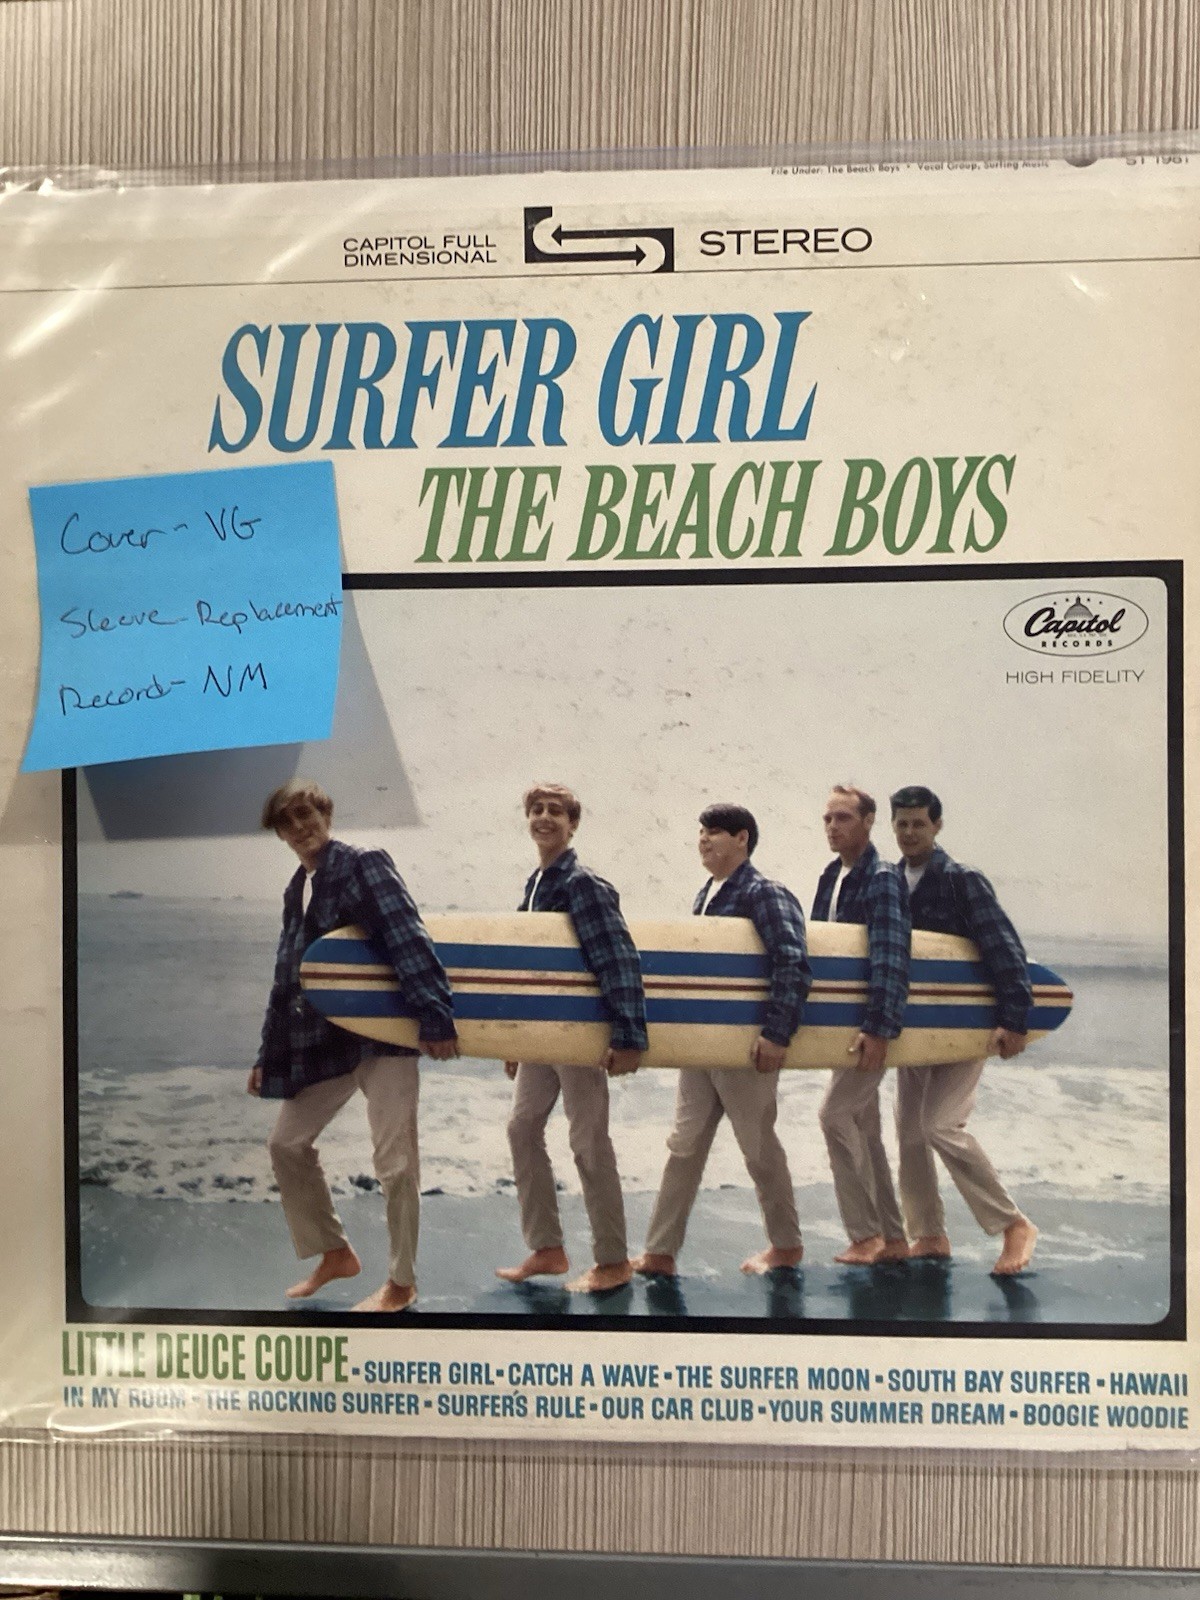 File Under: The Beach Boys • Vocal Group, Surfing Music
ST 1981
CAPITOL FULL
DIMENSIONAL
STEREO
SURFER GIRL
THE BEACH BOYS
Cover - VG
Sleeve - Replacement
Record - NM
Capitol
RECORDS
HIGH FIDELITY
LITTLE DEUCE COUPE - SURFER GIRL - CATCH A WAVE - THE SURFER MOON - SOUTH BAY SURFER - HAWAII
IN MY ROOM - THE ROCKING SURFER - SURFER'S RULE - OUR CAR CLUB - YOUR SUMMER DREAM - BOOGIE WOODIE